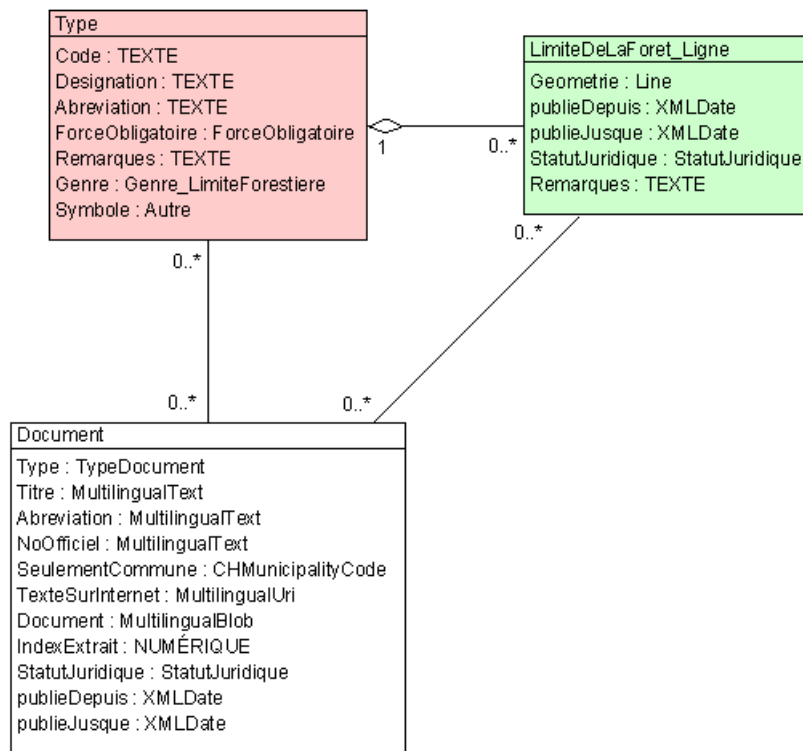 Type
Code : TEXTE
Designation : TEXTE
Abreviation : TEXTE
ForceObligatoire : ForceObligatoire
Remarques : TEXTE
Genre : Genre_LimiteForestiere
Symbole : Autre
1
0..*
LimiteDeLaForet_Ligne
Geometrie : Line
publieDepuis : XMLDate
publieJusque : XMLDate
StatutJuridique : StatutJuridique
Remarques : TEXTE
0..*
0..*
0..*
0..*
Document
Type : TypeDocument
Titre : MultilingualText
Abreviation : MultilingualText
NoOfficiel : MultilingualText
SeulementCommune : CHMunicipalityCode
TexteSurInternet : MultilingualUri
Document : MultilingualBlob
IndexExtrait : NUMÉRIQUE
StatutJuridique : StatutJuridique
publieDepuis : XMLDate
publieJusque : XMLDate